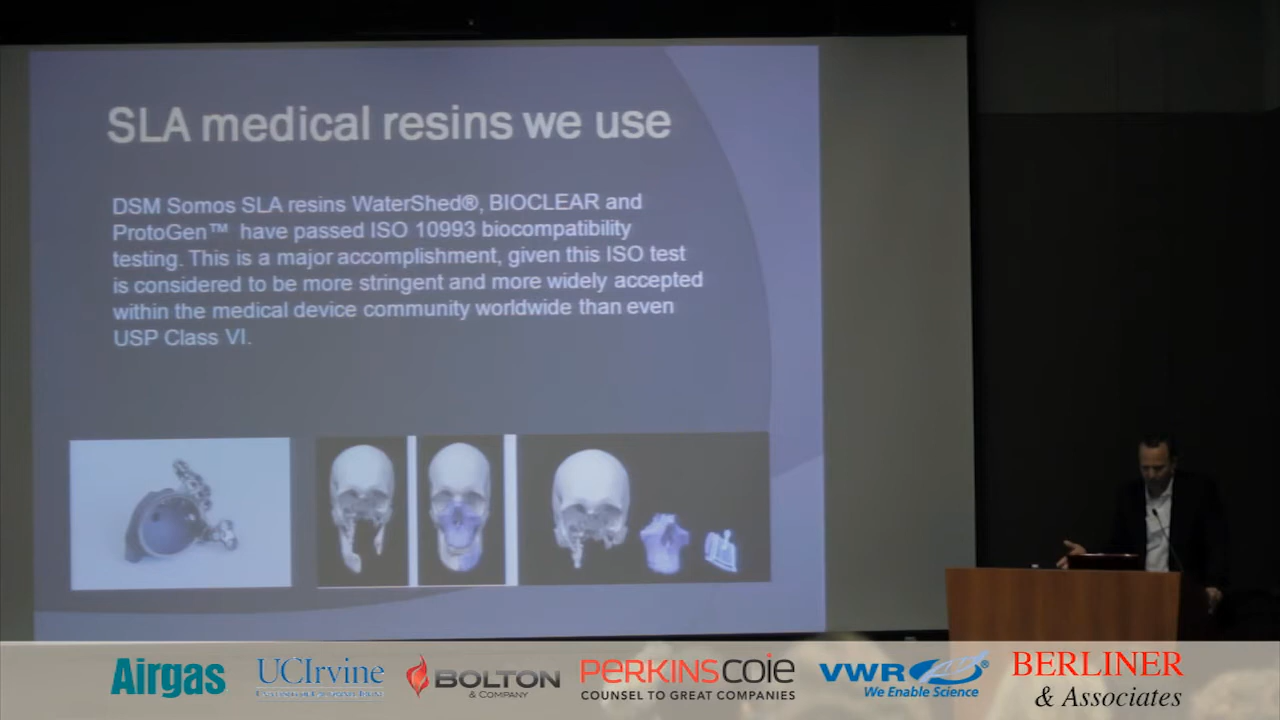 SLA medical resins we use
DSM Somos SLA resins WaterShed®, BIOCLEAR and
ProtoGen™ have passed ISO 10993 biocompatibility
testing. This is a major accomplishment, given this ISO test
is considered to be more stringent and more widely accepted
within the medical device community worldwide than even
USP Class VI.
Airgas
UCIrvine
BOLTON
& COMPANY
PERKINSCOIE
COUNSEL TO GREAT COMPANIES
VWR®
We Enable Science
BERLINER
& Associates